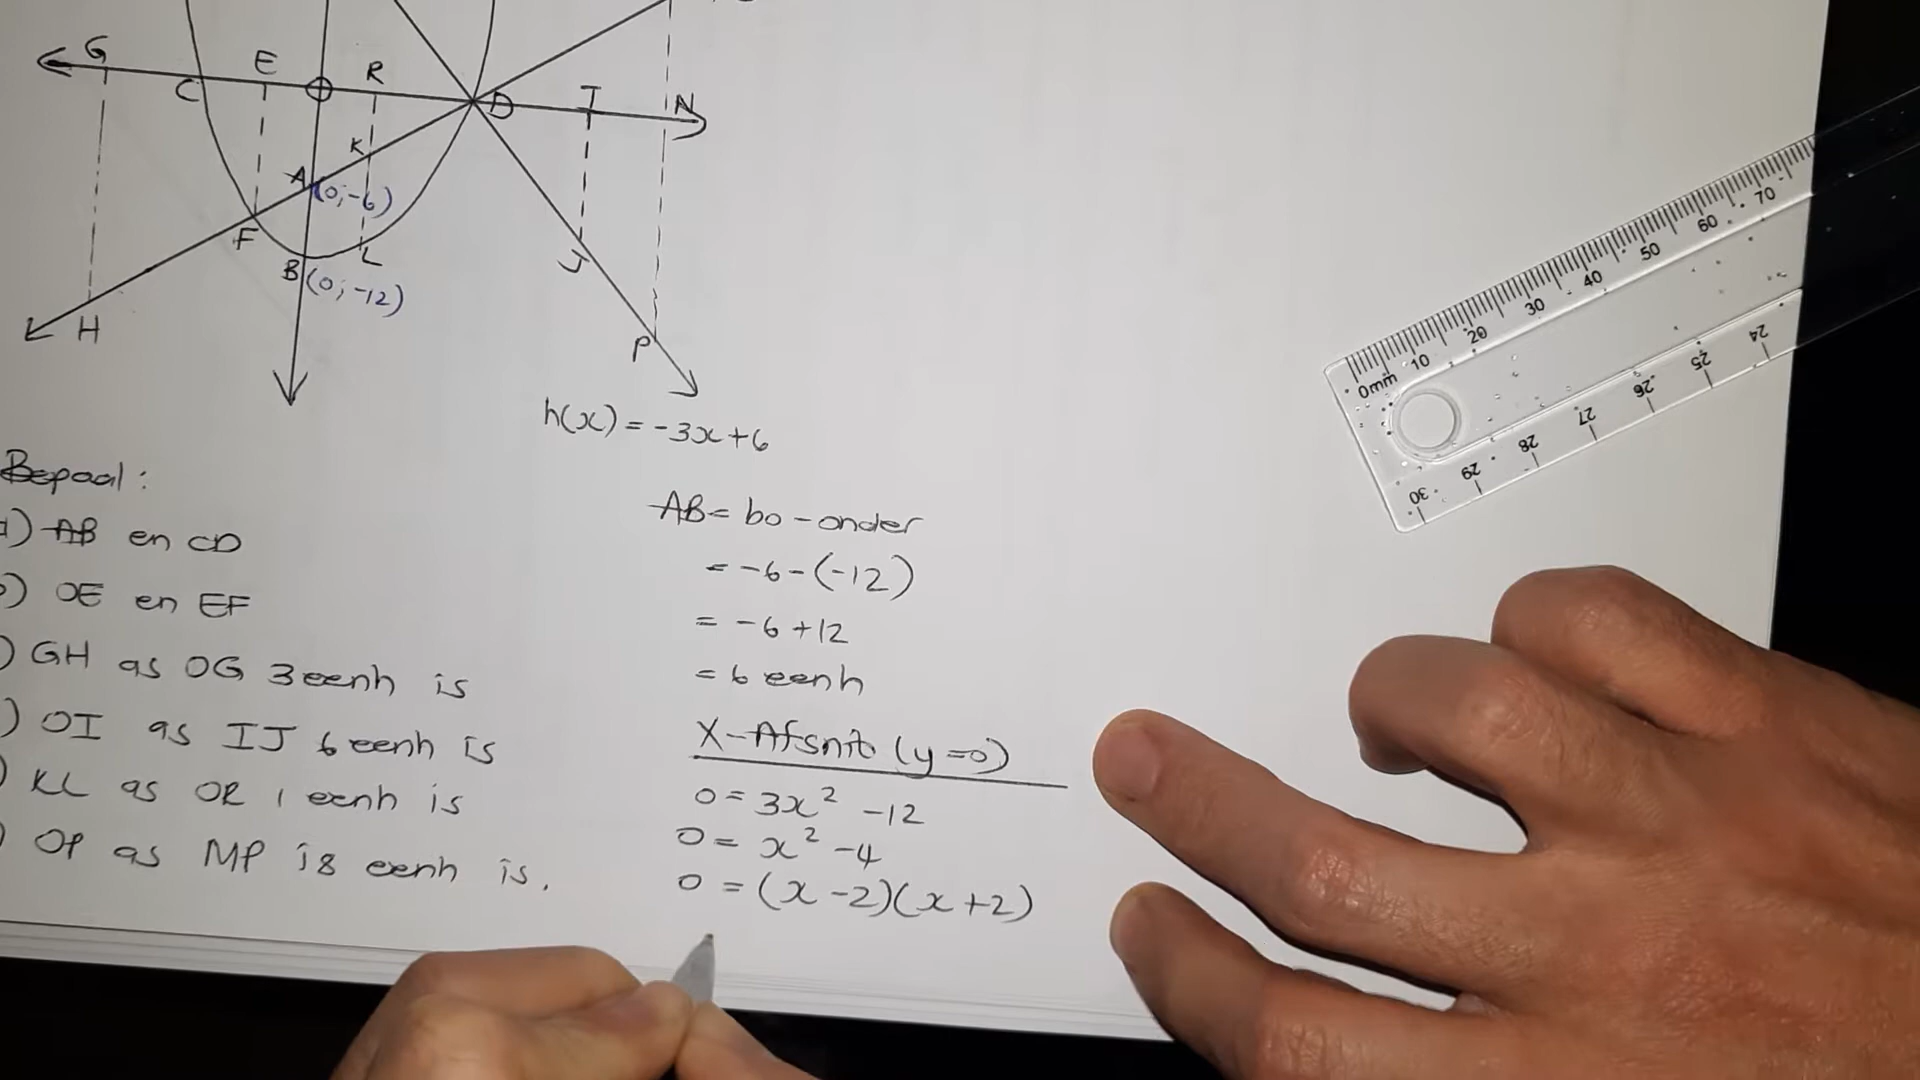 G
E
R
C
D
T
N
K
A
(0;-6)
F
L
B
(0;-12)
J
H
P
h(x) = -3x+6
Bepaal:
) AB en CD
) OE en EF
) GH as OG 3 eenh is
) OI as IJ 6 eenh is
) KL as OR 1 eenh is
) OP as MP 18 eenh is.
AB = bo - onder
= -6-(-12)
= -6+12
= 6 eenh
X-Afsnit (y=0)
0 = 3x² -12
0 = x² -4
0 = (x-2)(x+2)
0mm 10 20 30 40 50 60 70
30 29 28 27 26 25 24